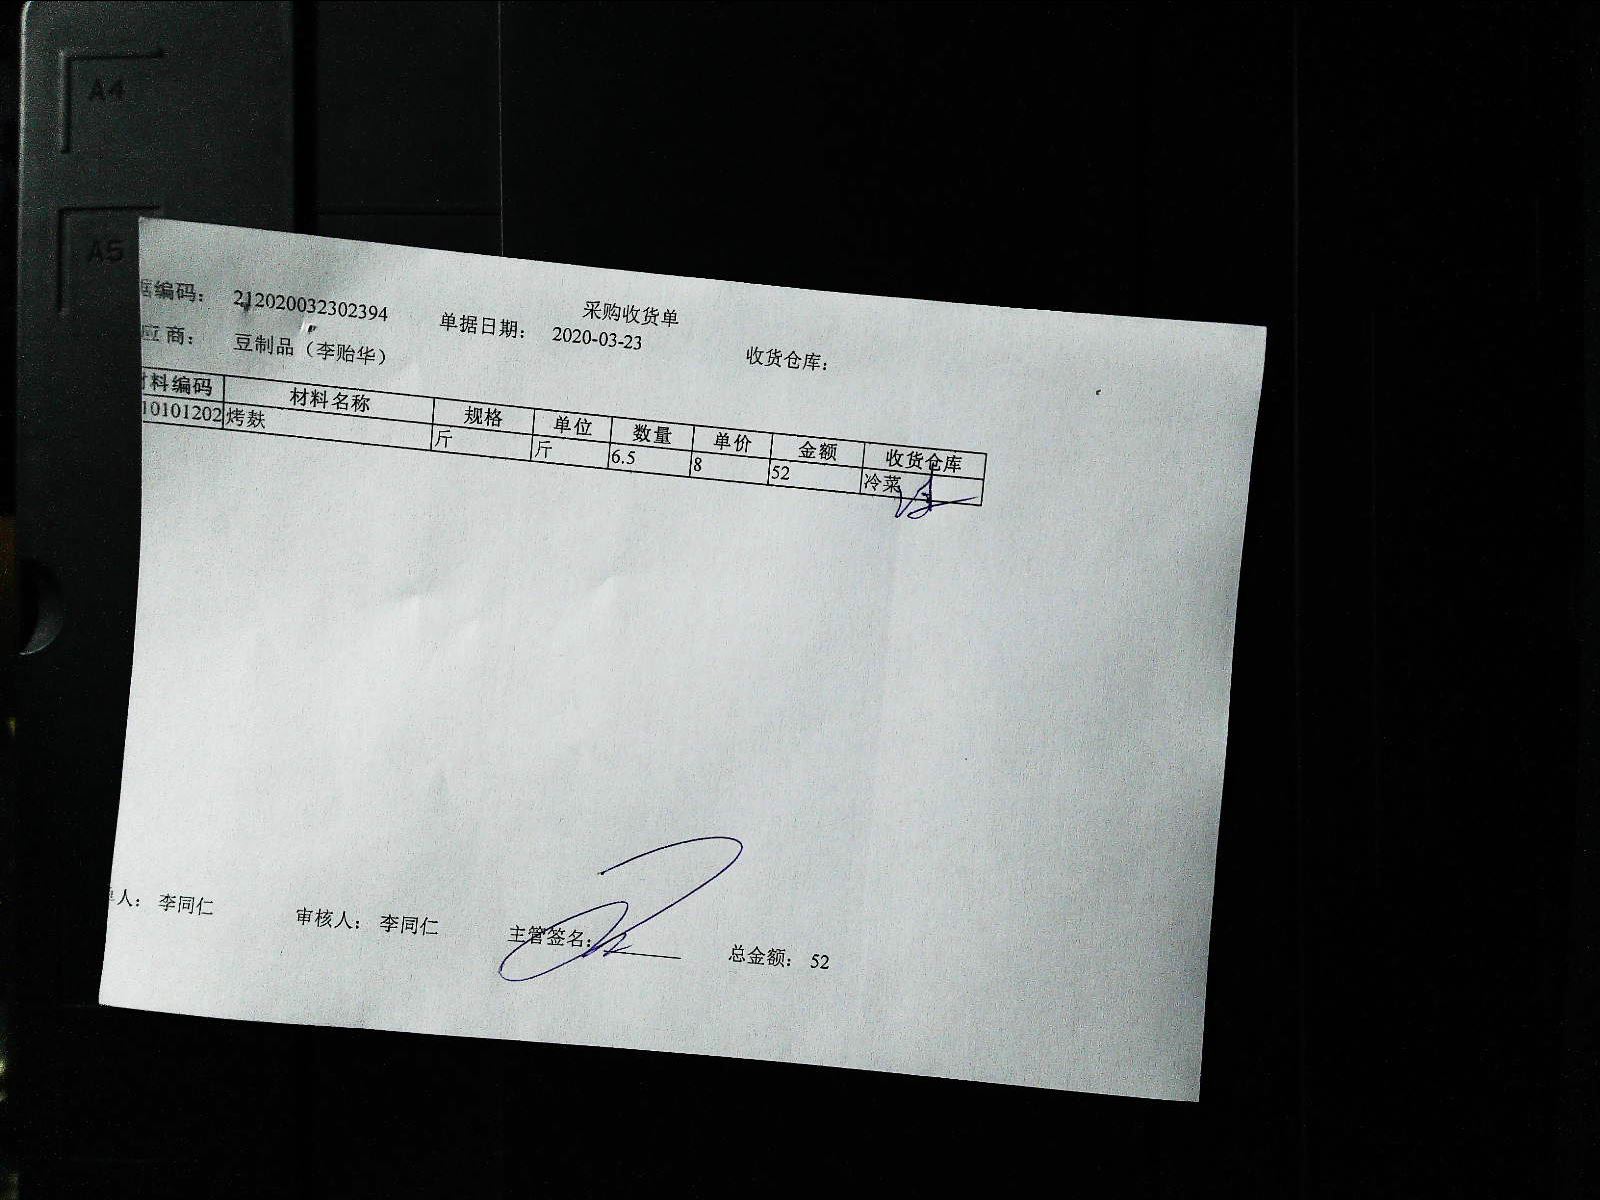 A4
A5
采购收货单
据编码: 212020032302394 单据日期: 2020-03-23 收货仓库:
应商: 豆制品（李贻华）
材料编码 材料名称 规格 单位 数量 单价 金额 收货仓库
10101202 烤麸 斤 斤 6.5 8 52 冷菜
单人: 李同仁 审核人: 李同仁 主管签名: 总金额: 52